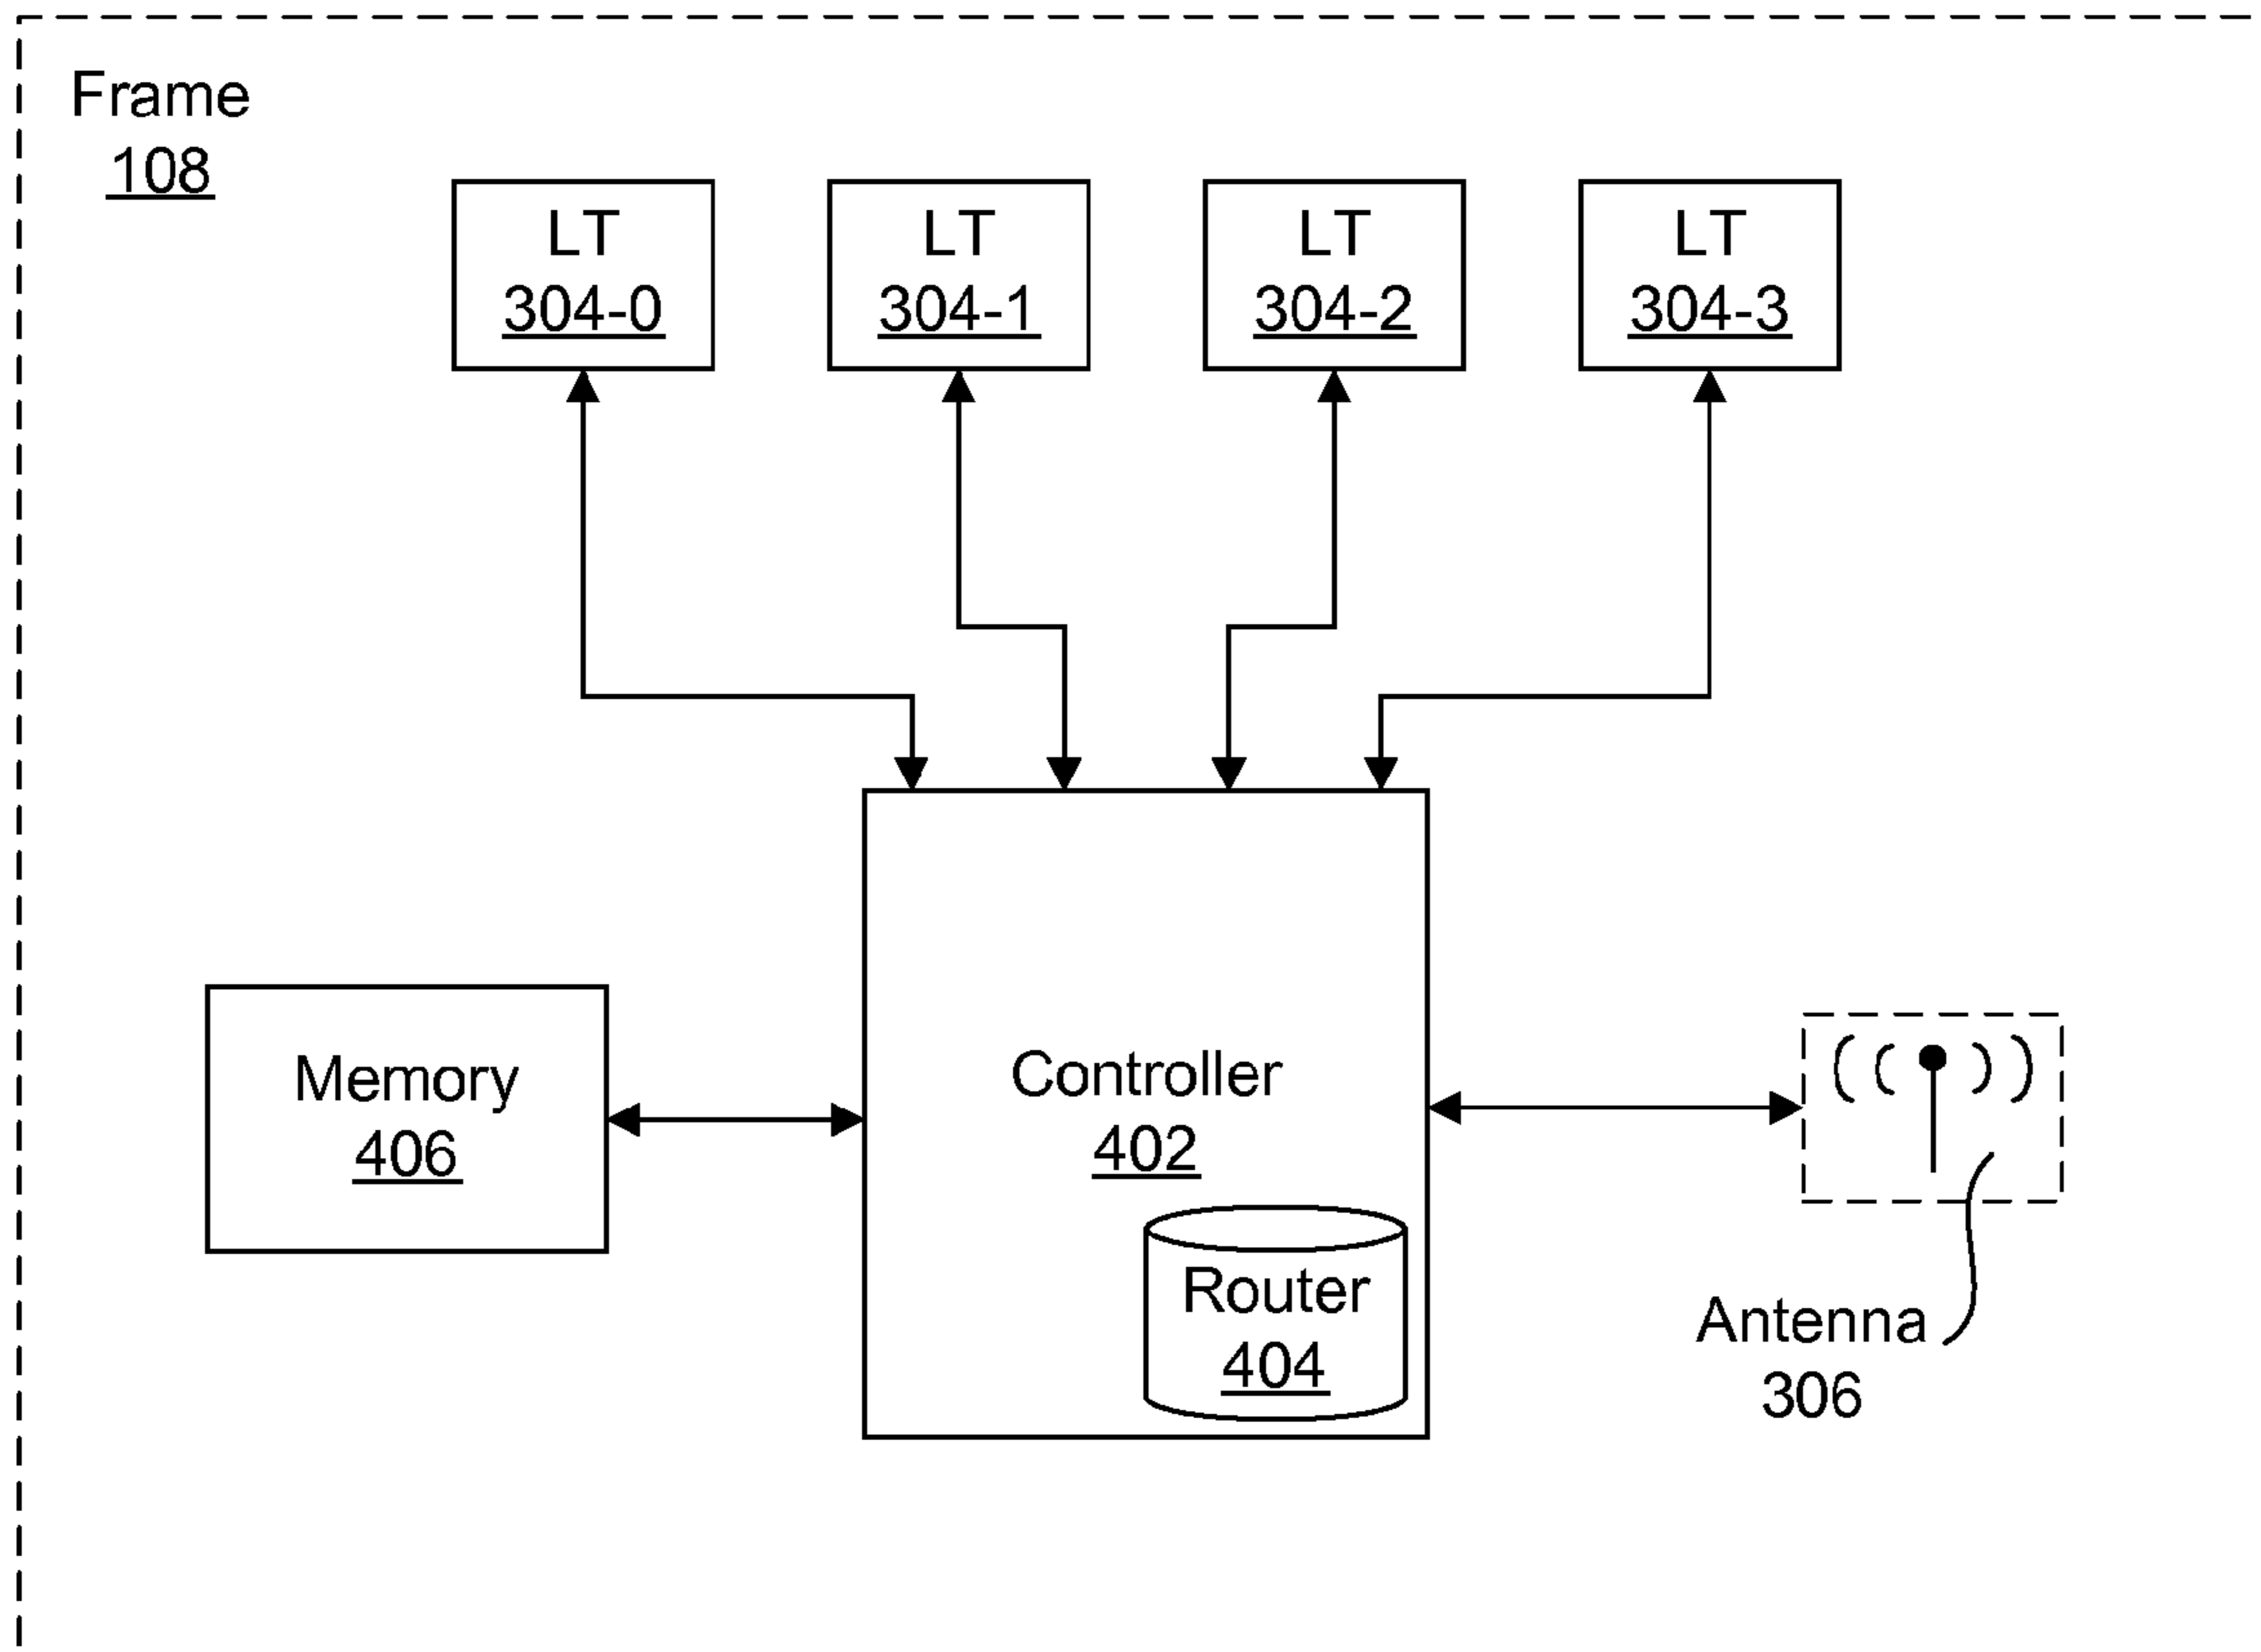 Frame
108
LT
304-0
LT
304-1
LT
304-2
LT
304-3
Memory
406
Controller
402
Router
404
Antenna
306